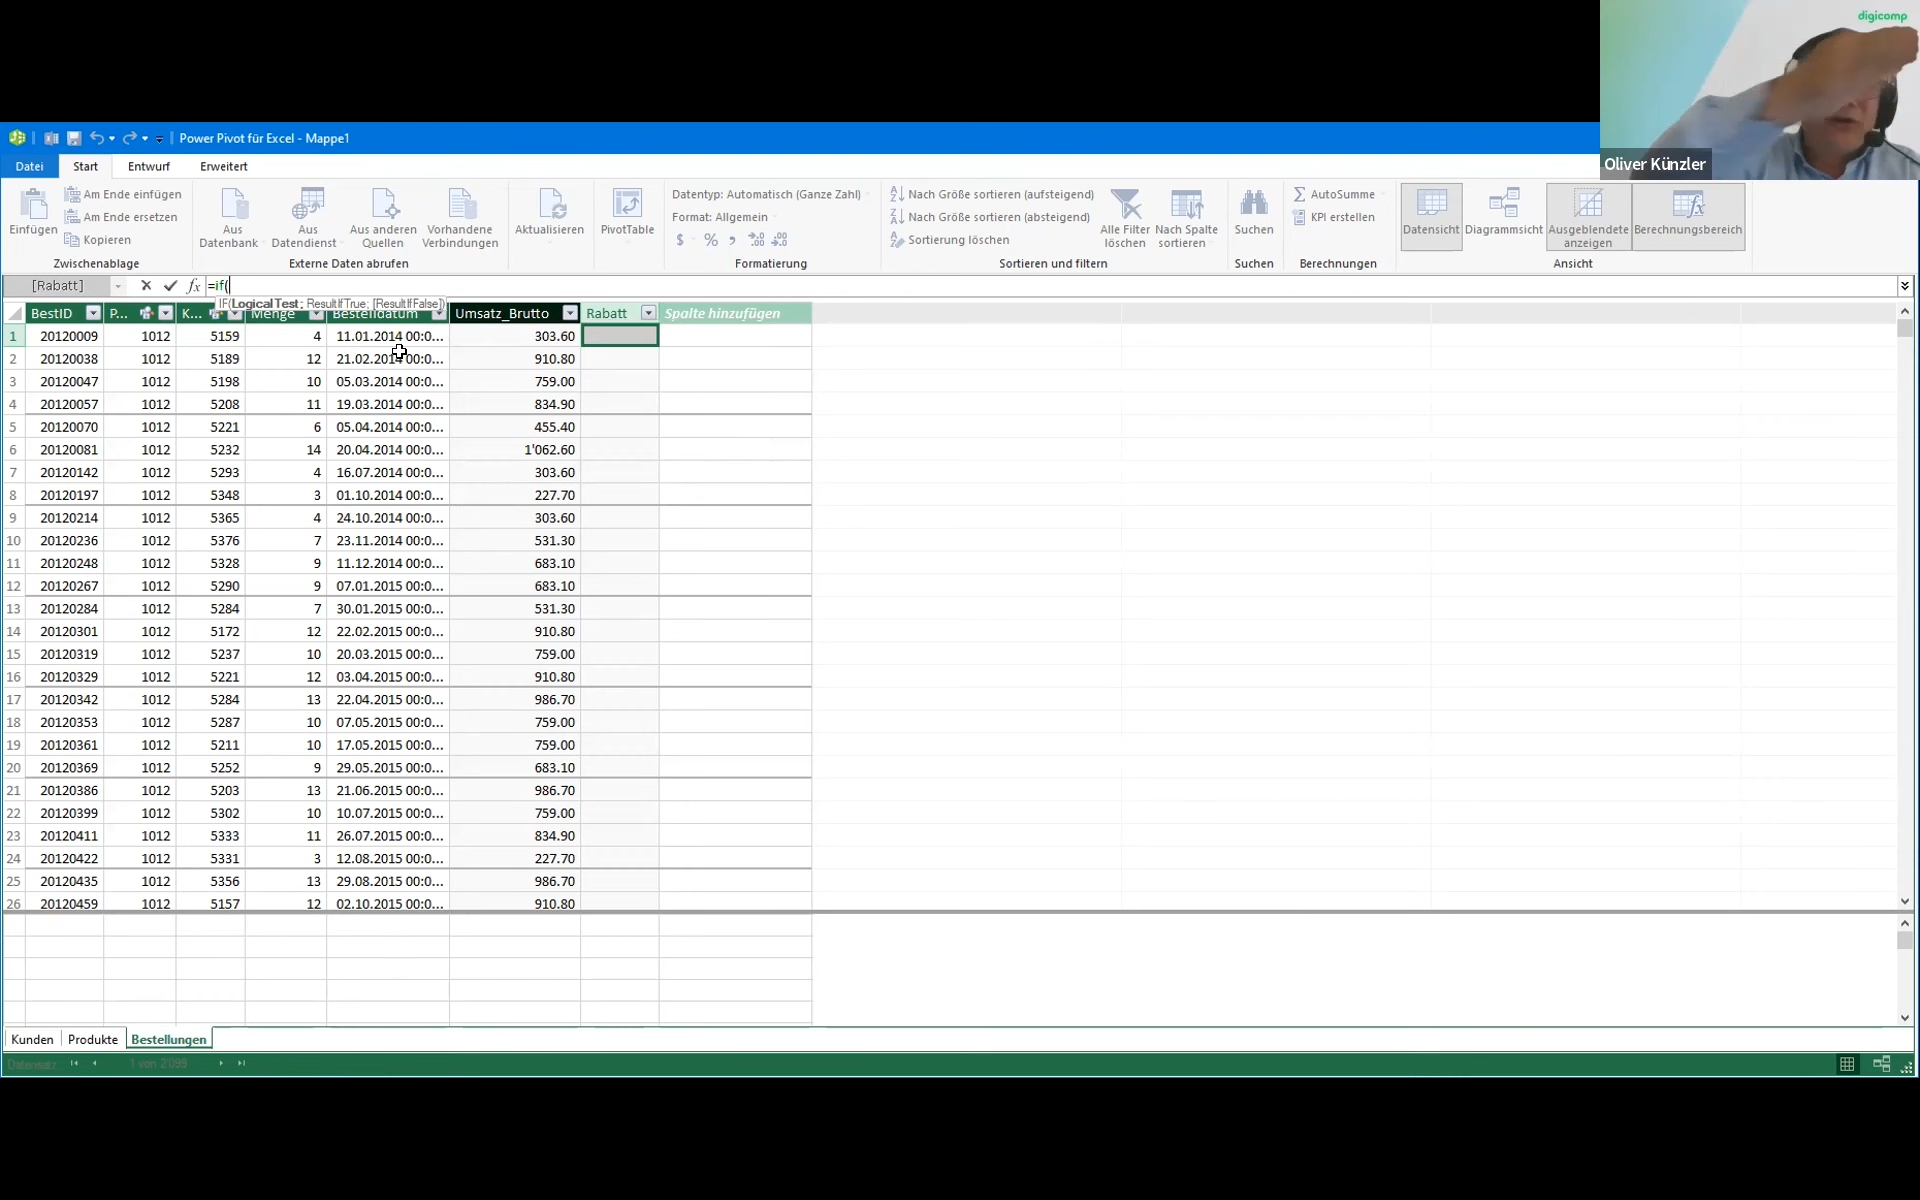 digicomp
Oliver Künzler
Power Pivot für Excel - Mappe1
Datei Start Entwurf Erweitert
Einfügen
Am Ende einfügen
Am Ende ersetzen
Kopieren
Zwischenablage
Aus Datenbank
Aus Datendienst
Aus anderen Quellen
Vorhandene Verbindungen
Externe Daten abrufen
Aktualisieren
PivotTable
Datentyp: Automatisch (Ganze Zahl)
Format: Allgemein
$ % , .00 .00
Formatierung
Nach Größe sortieren (aufsteigend)
Nach Größe sortieren (absteigend)
Sortierung löschen
Alle Filter löschen
Nach Spalte sortieren
Sortieren und filtern
Suchen
Suchen
AutoSumme
KPI erstellen
Berechnungen
Datensicht
Diagrammsicht
Ausgeblendete anzeigen
Berechnungsbereich
Ansicht
[Rabatt] fx =if(
IF(LogicalTest; ResultIfTrue; [ResultIfFalse])
BestID P... K... Menge Bestelldatum Umsatz_Brutto Rabatt Spalte hinzufügen
1 20120009 1012 5159 4 11.01.2014 00:0... 303.60
2 20120038 1012 5189 12 21.02.2014 00:0... 910.80
3 20120047 1012 5198 10 05.03.2014 00:0... 759.00
4 20120057 1012 5208 11 19.03.2014 00:0... 834.90
5 20120070 1012 5221 6 05.04.2014 00:0... 455.40
6 20120081 1012 5232 14 20.04.2014 00:0... 1'062.60
7 20120142 1012 5293 4 16.07.2014 00:0... 303.60
8 20120197 1012 5348 3 01.10.2014 00:0... 227.70
9 20120214 1012 5365 4 24.10.2014 00:0... 303.60
10 20120236 1012 5376 7 23.11.2014 00:0... 531.30
11 20120248 1012 5328 9 11.12.2014 00:0... 683.10
12 20120267 1012 5290 9 07.01.2015 00:0... 683.10
13 20120284 1012 5284 7 30.01.2015 00:0... 531.30
14 20120301 1012 5172 12 22.02.2015 00:0... 910.80
15 20120319 1012 5237 10 20.03.2015 00:0... 759.00
16 20120329 1012 5221 12 03.04.2015 00:0... 910.80
17 20120342 1012 5284 13 22.04.2015 00:0... 986.70
18 20120353 1012 5287 10 07.05.2015 00:0... 759.00
19 20120361 1012 5211 10 17.05.2015 00:0... 759.00
20 20120369 1012 5252 9 29.05.2015 00:0... 683.10
21 20120386 1012 5203 13 21.06.2015 00:0... 986.70
22 20120399 1012 5302 10 10.07.2015 00:0... 759.00
23 20120411 1012 5333 11 26.07.2015 00:0... 834.90
24 20120422 1012 5331 3 12.08.2015 00:0... 227.70
25 20120435 1012 5356 13 29.08.2015 00:0... 986.70
26 20120459 1012 5157 12 02.10.2015 00:0... 910.80
Kunden Produkte Bestellungen
Datensatz: 1 von 2'099